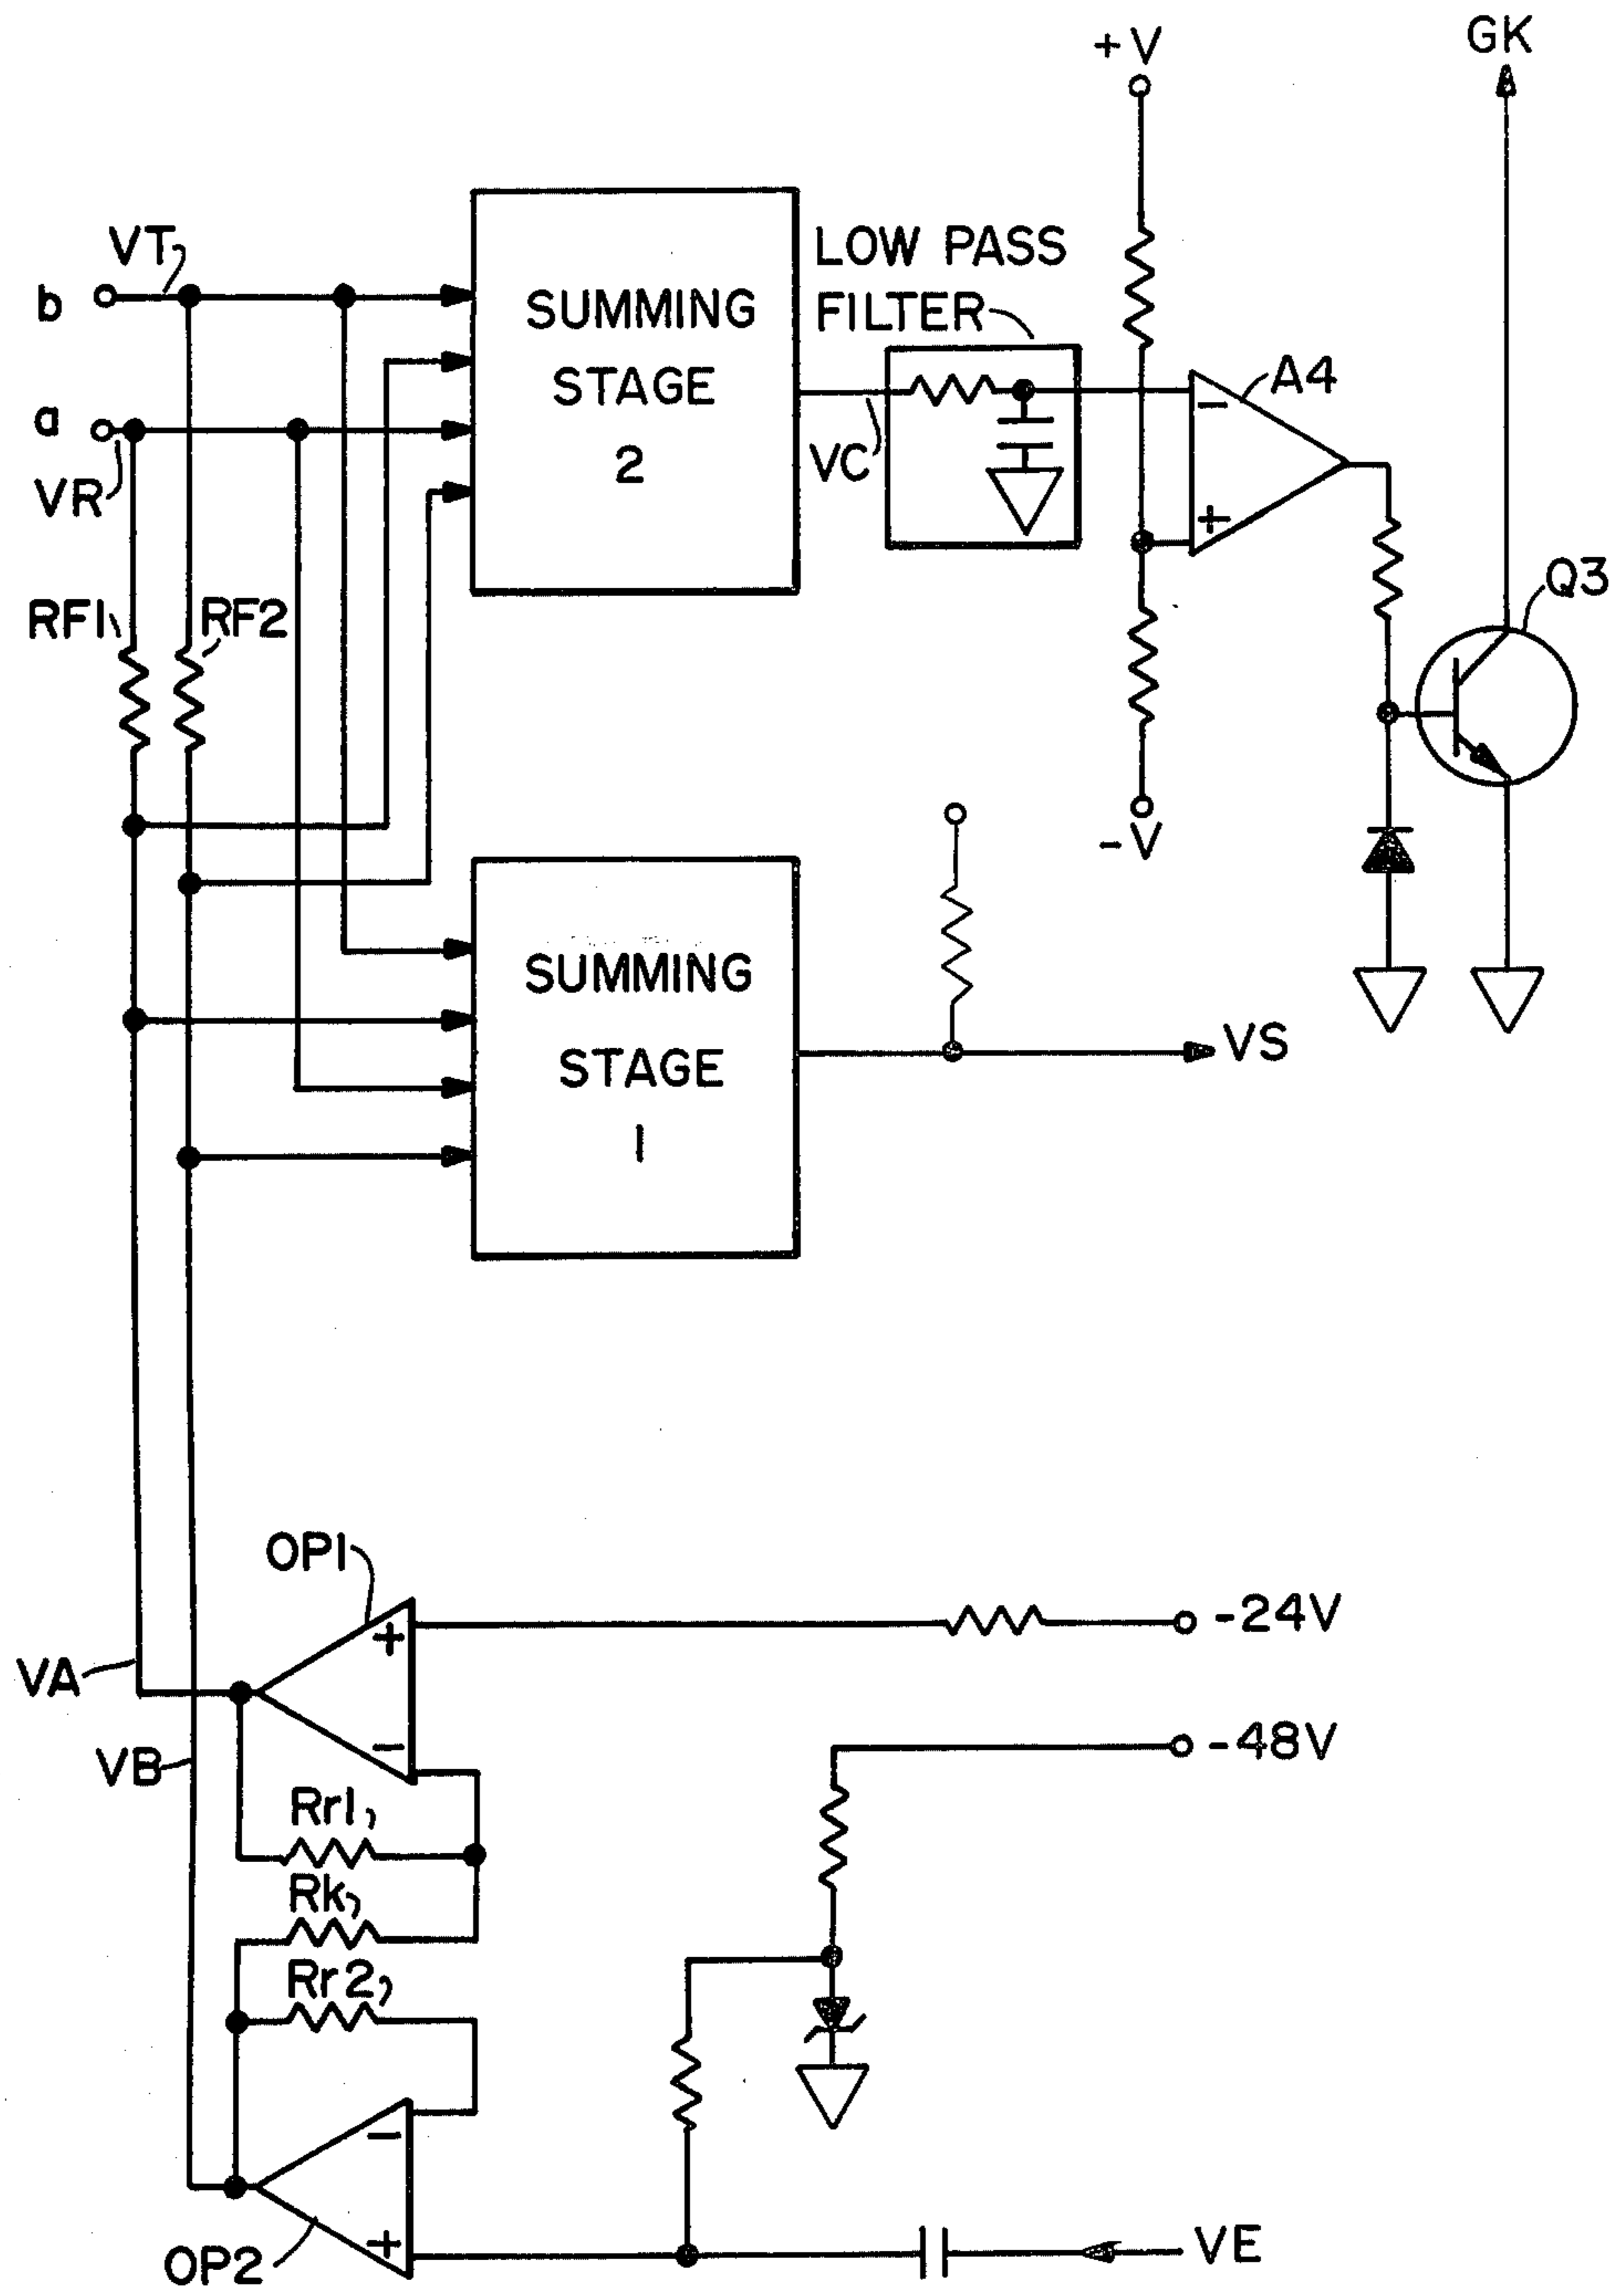 +V
GK
VT
b
LOW PASS
FILTER
SUMMING
STAGE
2
a
VR
VC
A4
−
+
Q3
RF1
RF2
-V
SUMMING
STAGE
1
VS
OP1
+
−
-24V
VA
-48V
VB
Rr1
Rk
Rr2
−
+
OP2
VE